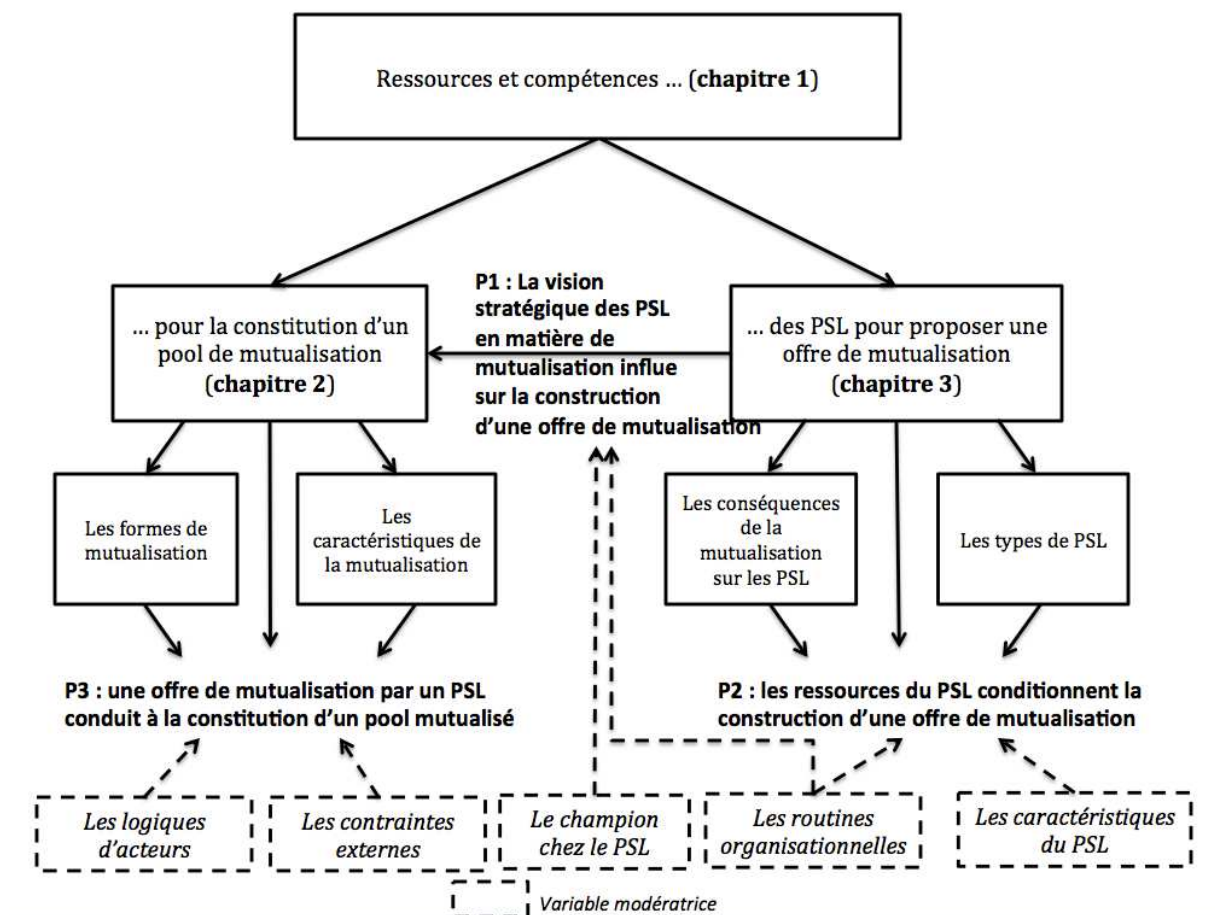 Ressources et compétences ... (chapitre 1)
P1 : La vision
stratégique des PSL
en matière de
mutualisation influe
sur la construction
d'une offre de mutualisation
... pour la constitution d'un
pool de mutualisation
(chapitre 2)
... des PSL pour proposer une
offre de mutualisation
(chapitre 3)
Les formes de
mutualisation
Les
caractéristiques de
la mutualisation
Les conséquences
de la
mutualisation
sur les PSL
Les types de PSL
P3 : une offre de mutualisation par un PSL
conduit à la constitution d'un pool mutualisé
P2 : les ressources du PSL conditionnent la
construction d'une offre de mutualisation
Les logiques
d'acteurs
Les contraintes
externes
Le champion
chez le PSL
Les routines
organisationnelles
Les caractéristiques
du PSL
Variable modératrice